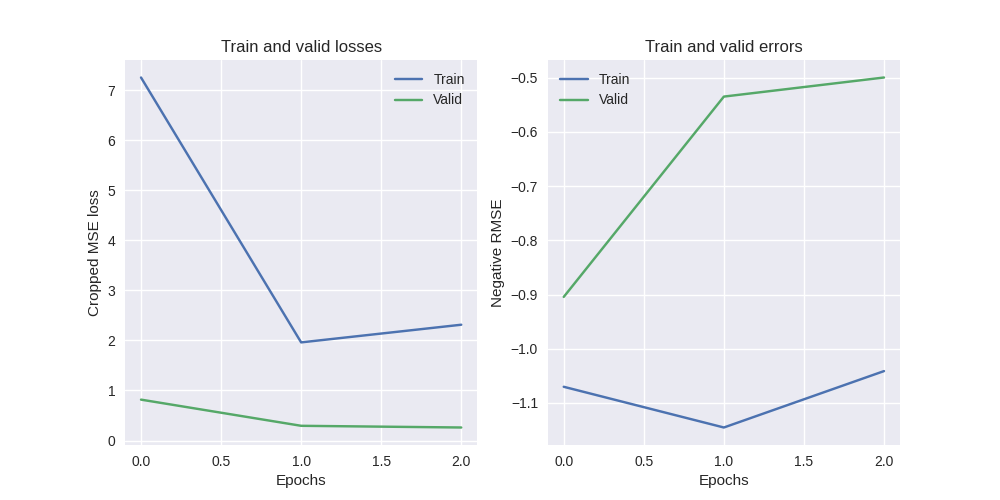 Train and valid losses
Train
Valid
7
6
5
4
3
2
1
0
Cropped MSE loss
0.0 0.5 1.0 1.5 2.0
Epochs
Train and valid errors
Train
Valid
−0.5
−0.6
−0.7
−0.8
−0.9
−1.0
−1.1
Negative RMSE
0.0 0.5 1.0 1.5 2.0
Epochs